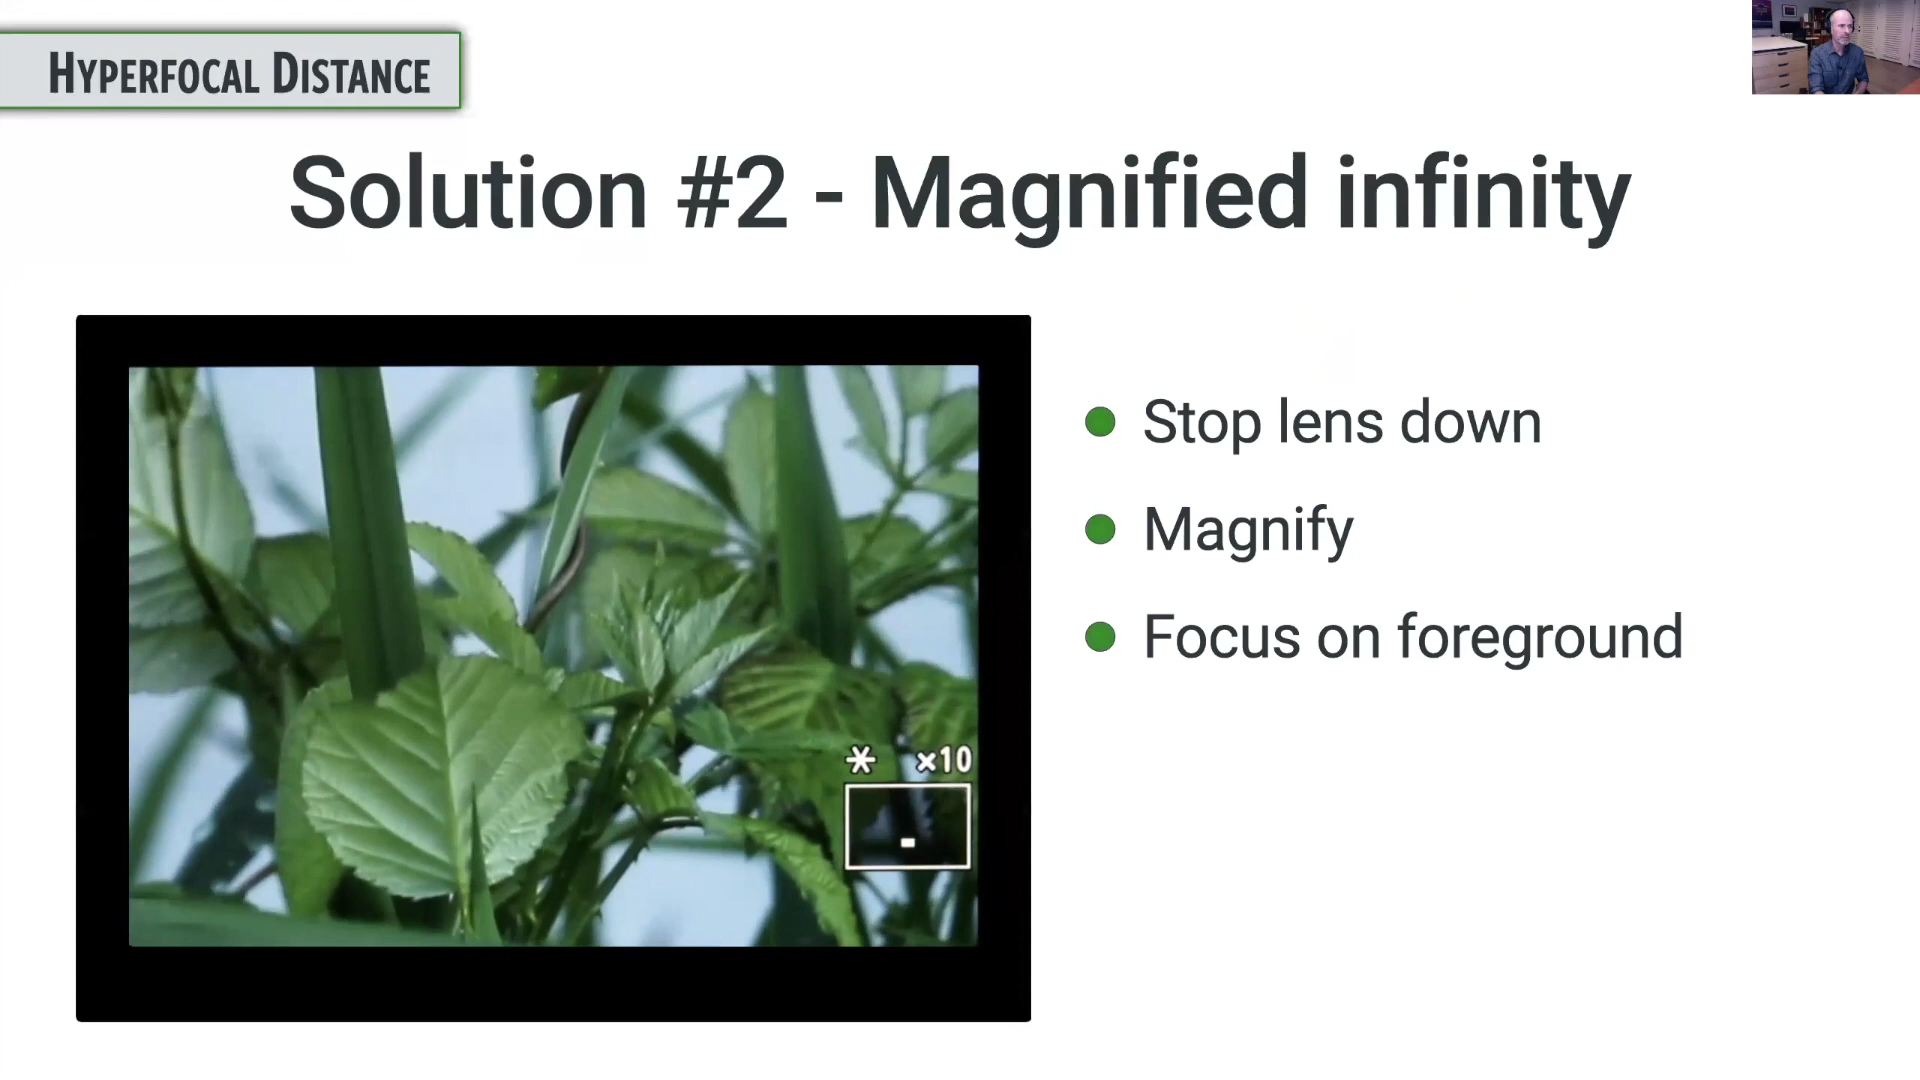 HYPERFOCAL DISTANCE
Solution #2 - Magnified infinity
Stop lens down
Magnify
Focus on foreground
* ×10